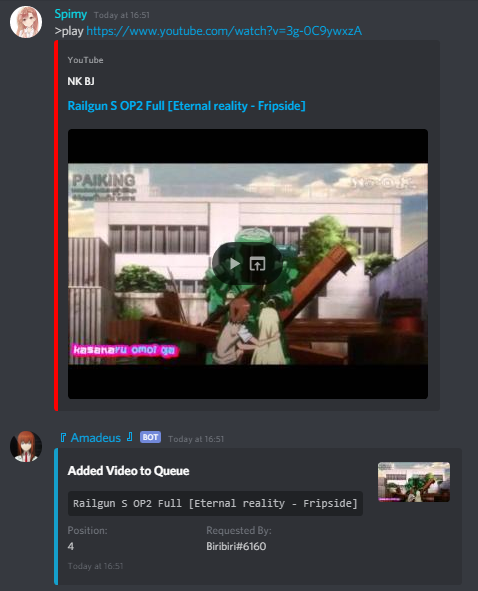 Spimy Today at 16:51
>play https://www.youtube.com/watch?v=3g-0C9ywxzA
YouTube
NK BJ
Railgun S OP2 Full [Eternal reality - Fripside]
PAIKING
kasanaru omoi ga
『 Amadeus 』 BOT Today at 16:51
Added Video to Queue
Railgun S OP2 Full [Eternal reality - Fripside]
Position: Requested By:
4 Biribiri#6160
Today at 16:51